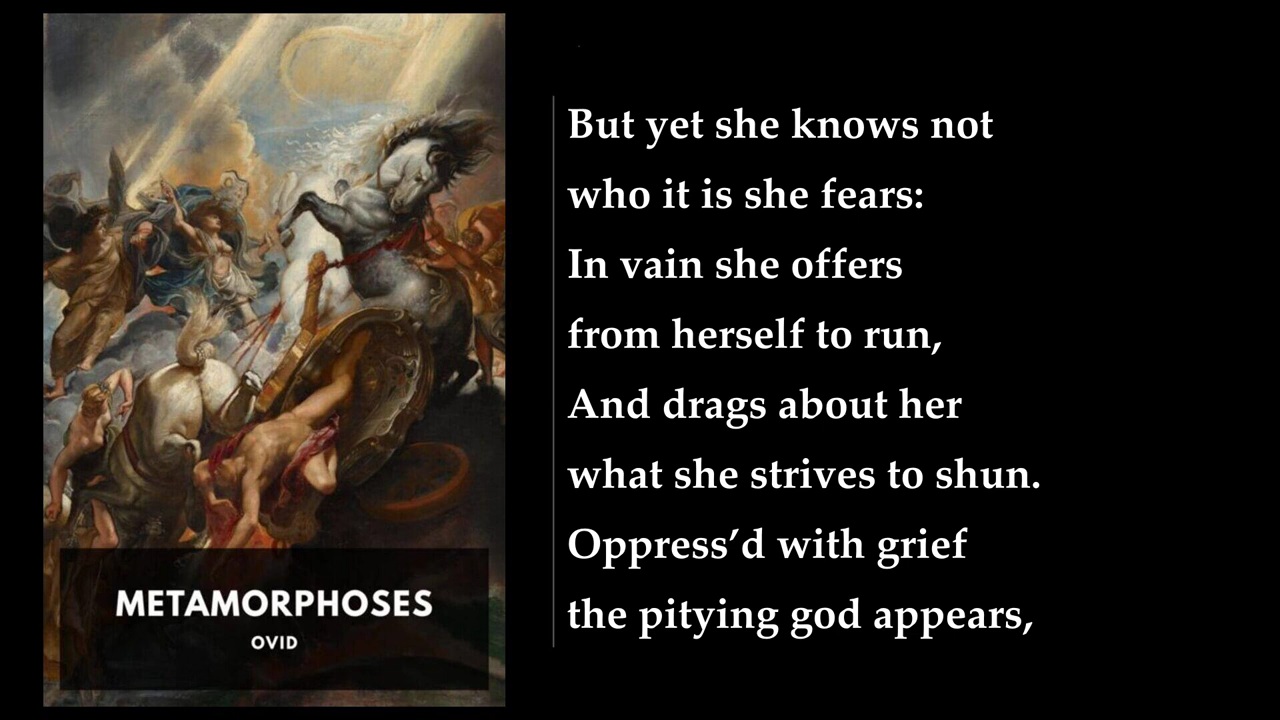 METAMORPHOSES
OVID
But yet she knows not
who it is she fears:
In vain she offers
from herself to run,
And drags about her
what she strives to shun.
Oppress’d with grief
the pitying god appears,